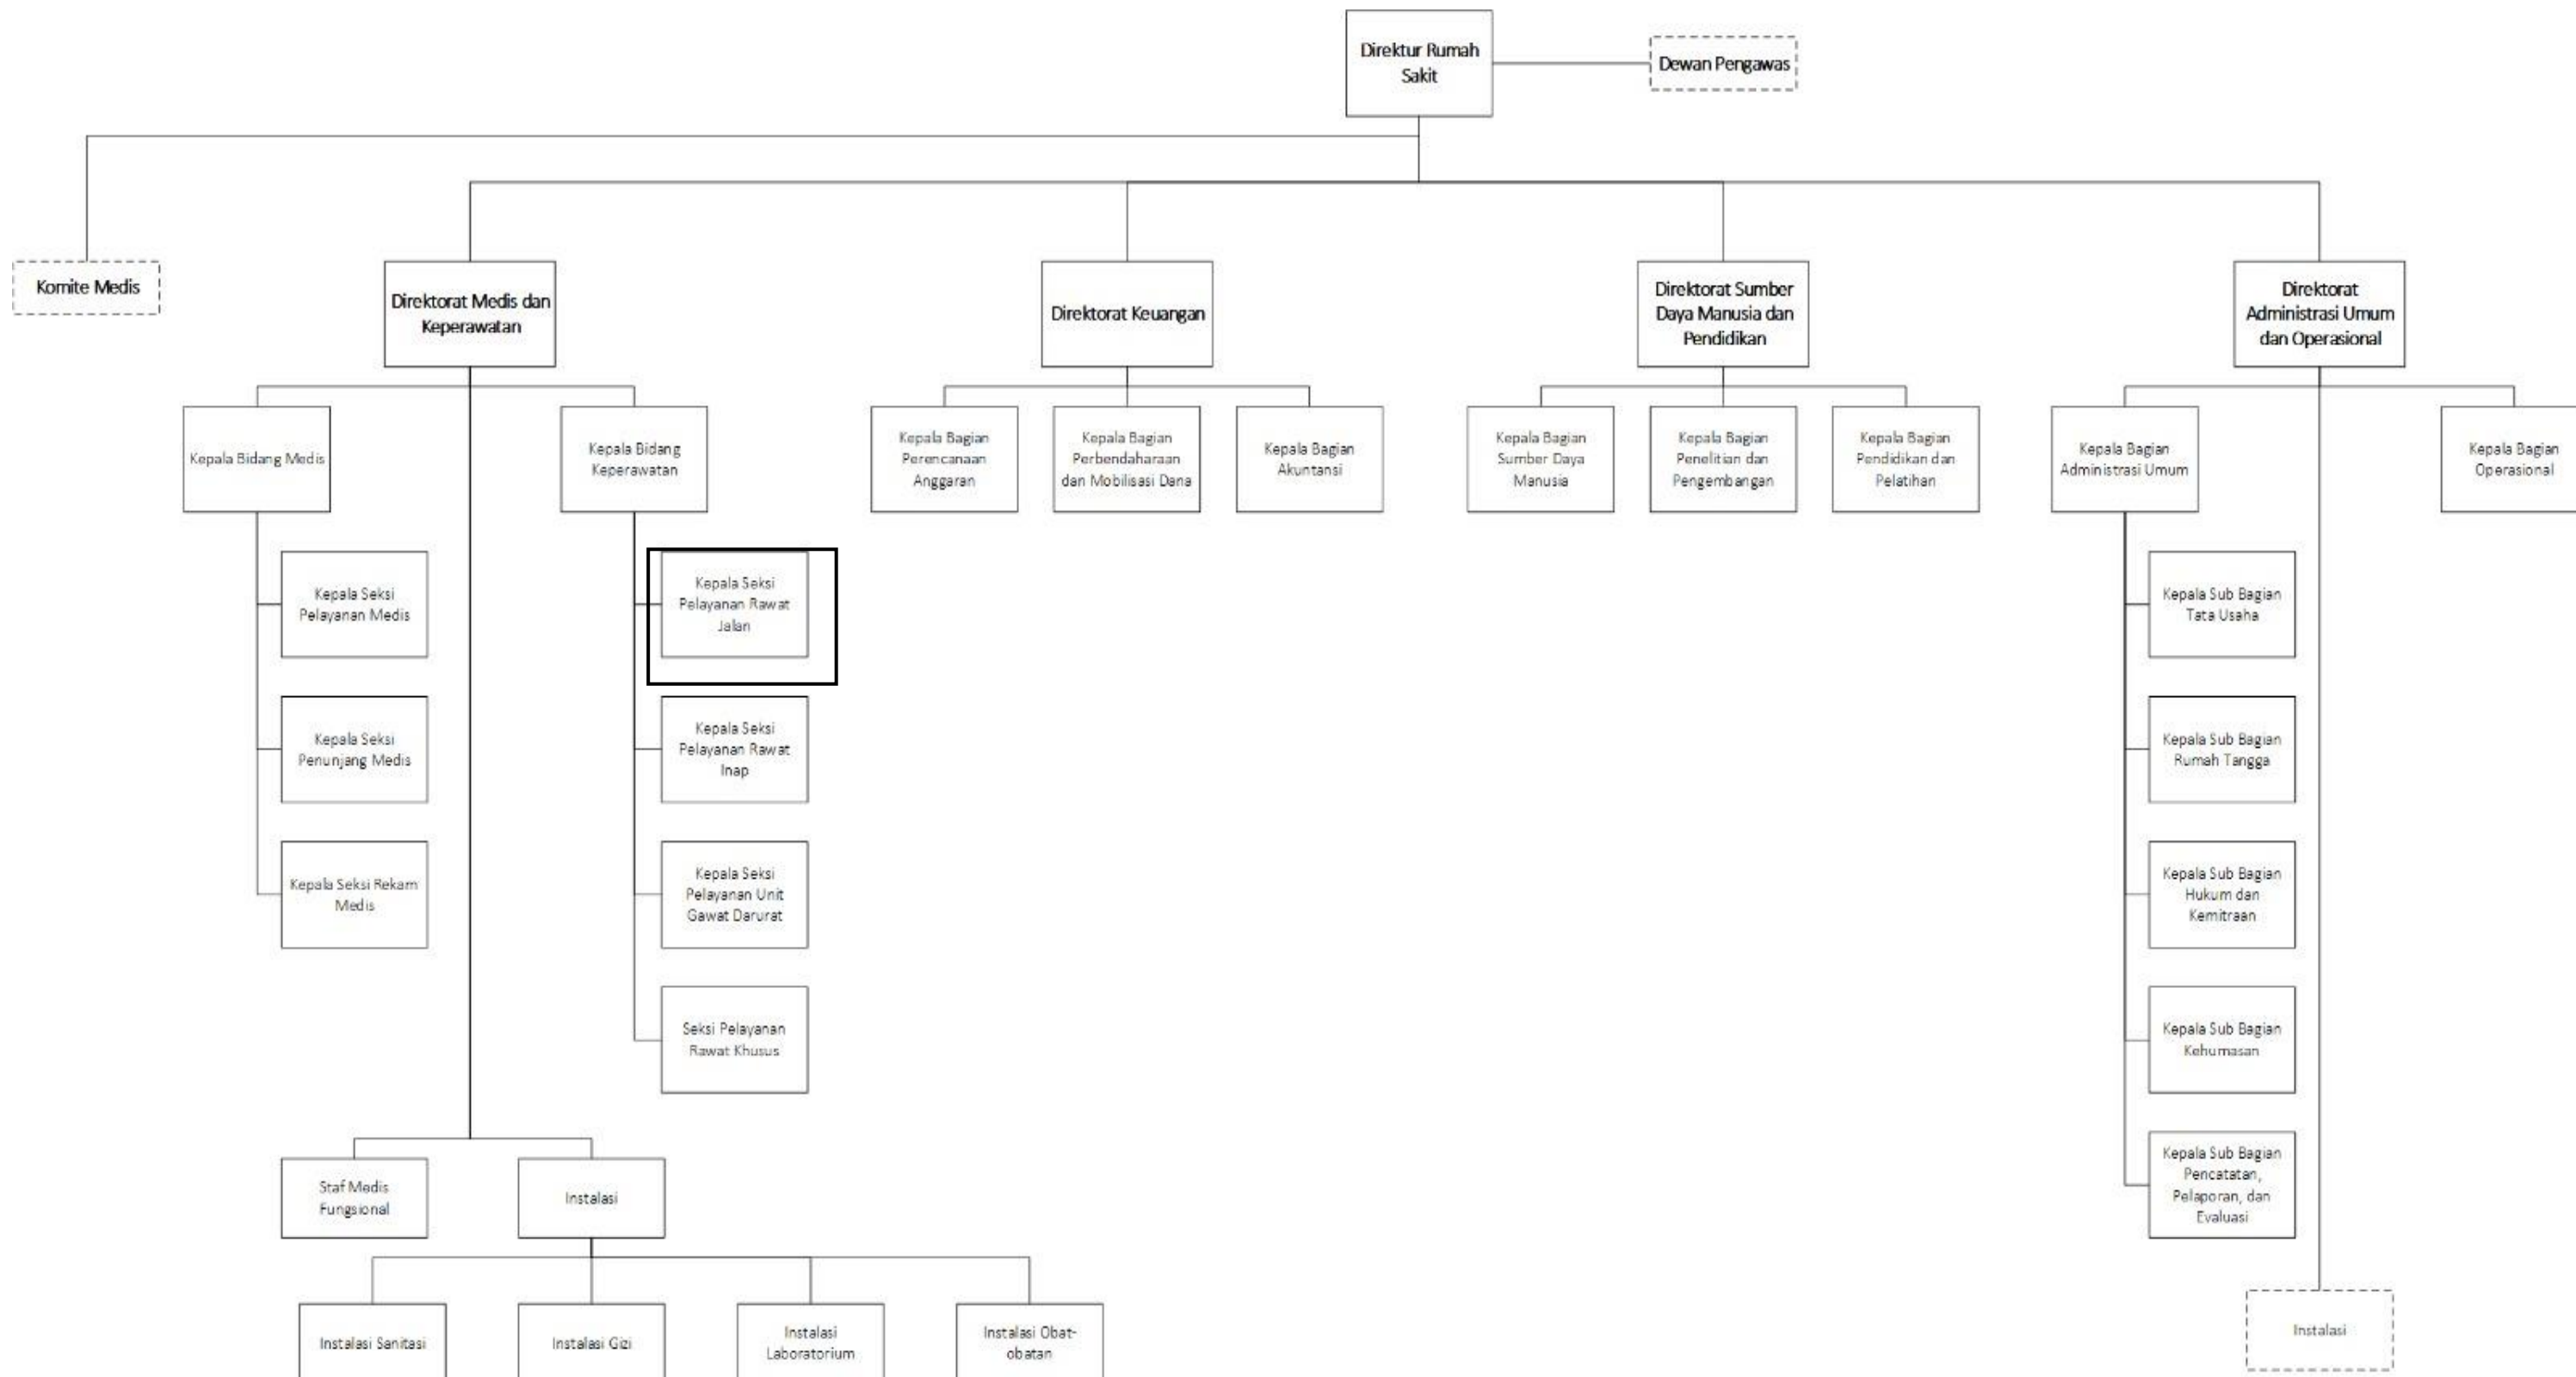 Direktur Rumah
Sakit
Dewan Pengawas
Komite Medis
Direktorat Medis dan
Keperawatan
Direktorat Keuangan
Direktorat Sumber
Daya Manusia dan
Pendidikan
Direktorat
Administrasi Umum
dan Operasional
Kepala Bidang Medis
Kepala Bidang
Keperawatan
Kepala Bagian
Perencanaan
Anggaran
Kepala Bagian
Perbendaharaan
dan Mobilisasi Dana
Kepala Bagian
Akuntansi
Kepala Bagian
Sumber Daya
Manusia
Kepala Bagian
Penelitian dan
Pengembangan
Kepala Bagian
Pendidikan dan
Pelatihan
Kepala Bagian
Administrasi Umum
Kepala Bagian
Operasional
Kepala Seksi
Pelayanan Medis
Kepala Seksi
Penunjang Medis
Kepala Seksi Rekam
Medis
Kepala Seksi
Pelayanan Rawat
Jalan
Kepala Seksi
Pelayanan Rawat
Inap
Kepala Seksi
Pelayanan Unit
Gawat Darurat
Seksi Pelayanan
Rawat Khusus
Kepala Sub Bagian
Tata Usaha
Kepala Sub Bagian
Rumah Tangga
Kepala Sub Bagian
Hukum dan
Kemitraan
Kepala Sub Bagian
Kehumasan
Kepala Sub Bagian
Pencatatan,
Pelaporan, dan
Evaluasi
Staf Medis
Fungsional
Instalasi
Instalasi Sanitasi
Instalasi Gizi
Instalasi
Laboratorium
Instalasi Obat-
obatan
Instalasi